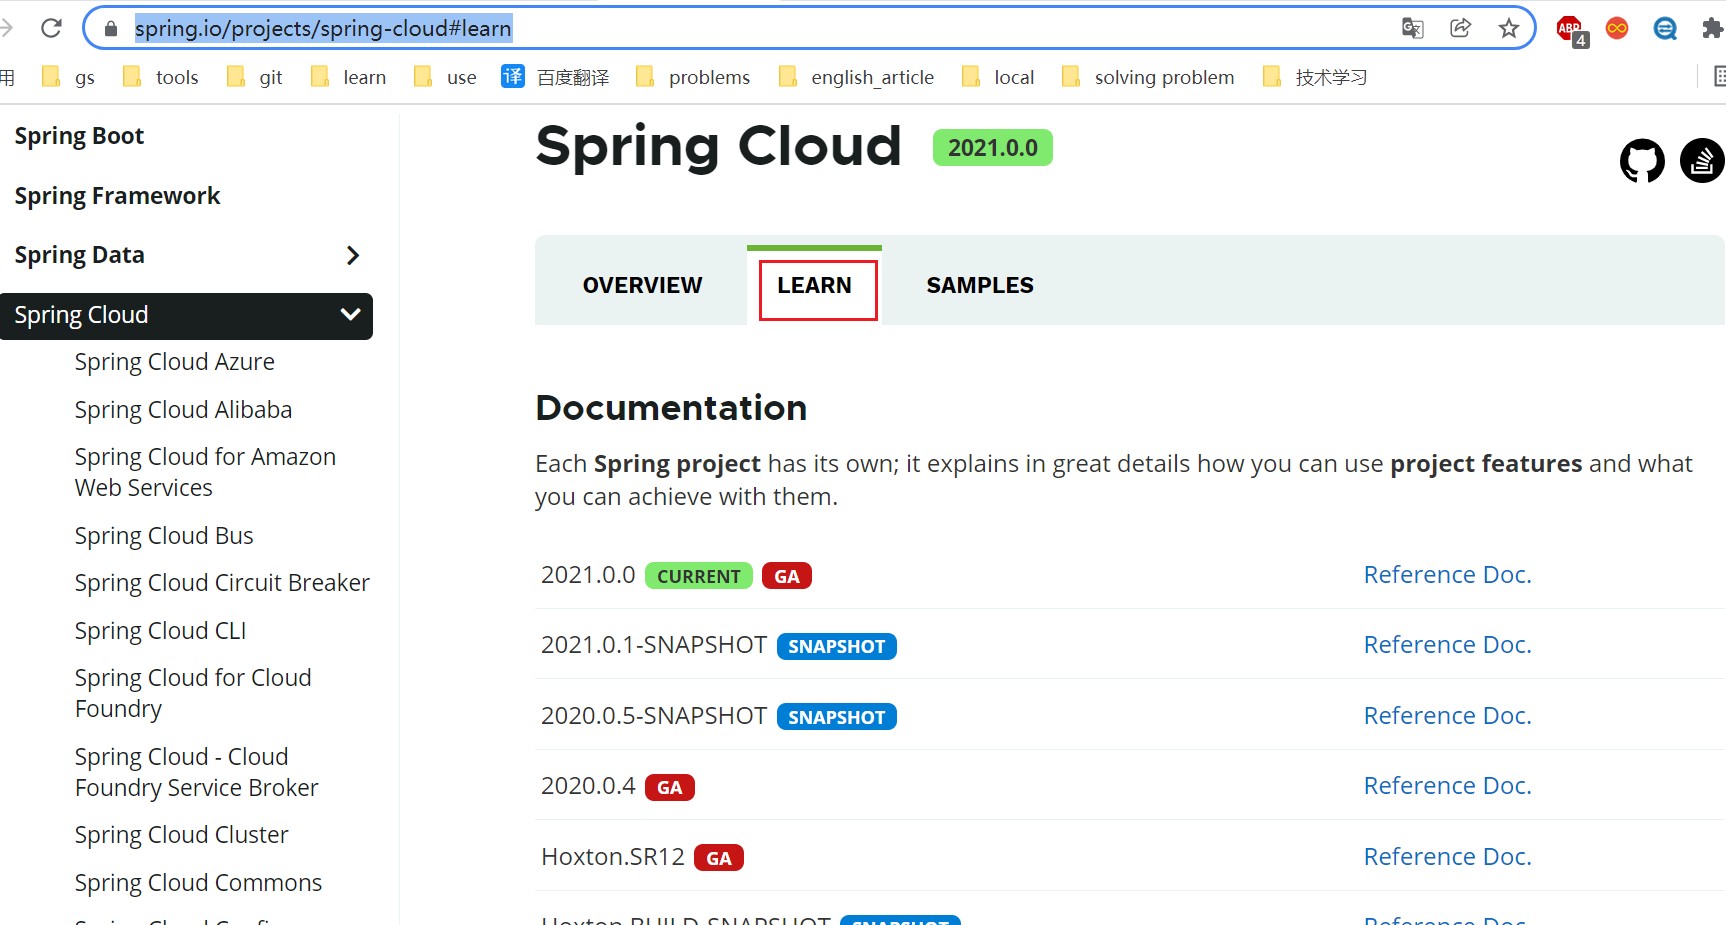 spring.io/projects/spring-cloud#learn
ABP 4
用 gs tools git learn use 译 百度翻译 problems english_article local solving problem 技术学习
Spring Boot
Spring Framework
Spring Data
Spring Cloud
Spring Cloud Azure
Spring Cloud Alibaba
Spring Cloud for Amazon
Web Services
Spring Cloud Bus
Spring Cloud Circuit Breaker
Spring Cloud CLI
Spring Cloud for Cloud
Foundry
Spring Cloud - Cloud
Foundry Service Broker
Spring Cloud Cluster
Spring Cloud Commons
Spring Cloud Config
Spring Cloud 2021.0.0
OVERVIEW LEARN SAMPLES
Documentation
Each Spring project has its own; it explains in great details how you can use project features and what
you can achieve with them.
2021.0.0 CURRENT GA Reference Doc.
2021.0.1-SNAPSHOT SNAPSHOT Reference Doc.
2020.0.5-SNAPSHOT SNAPSHOT Reference Doc.
2020.0.4 GA Reference Doc.
Hoxton.SR12 GA Reference Doc.
Hoxton.BUILD-SNAPSHOT SNAPSHOT Reference Doc.